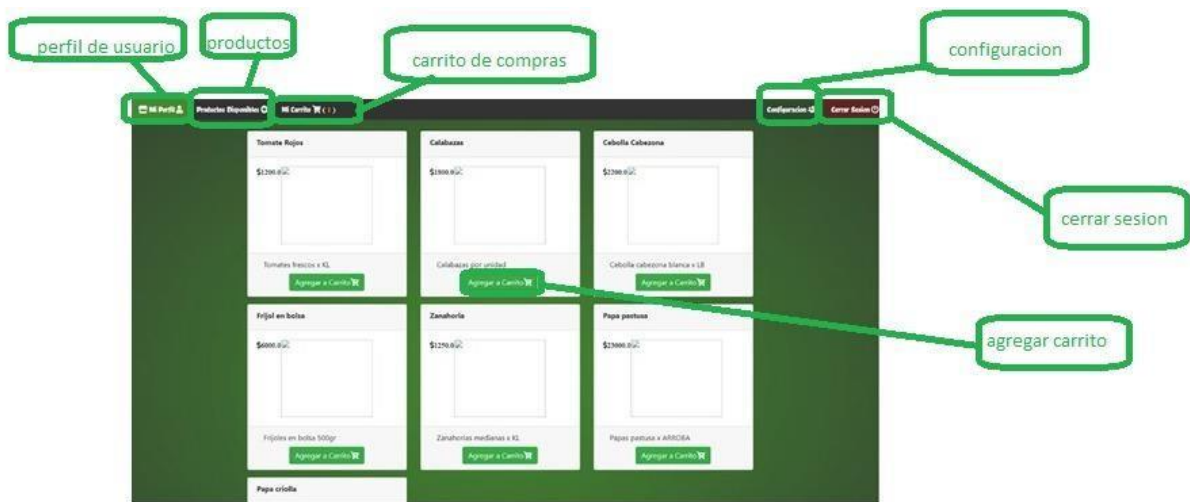 perfil de usuario
productos
carrito de compras
configuracion
Mi Perfil
Productos Disponibles
Mi Carrito
Configuracion
Cerrar Sesion
Tomate Rojos
Calabazas
Cebolla Cabezona
$1200.0
$1800.0
$2200.0
cerrar sesion
Tomates frescos x KL
Calabazas por unidad
Cebolla cabezona blanca x LB
Agregar a Carrito
Agregar a Carrito
Agregar a Carrito
Frijol en bolsa
Zanahoria
Papa pastusa
agregar carrito
$6000.0
$1250.0
$23000.0
Frijoles en bolsa 500gr
Zanahorias medianas x KL
Papas pastusa x ARROBA
Agregar a Carrito
Agregar a Carrito
Agregar a Carrito
Papa criolla